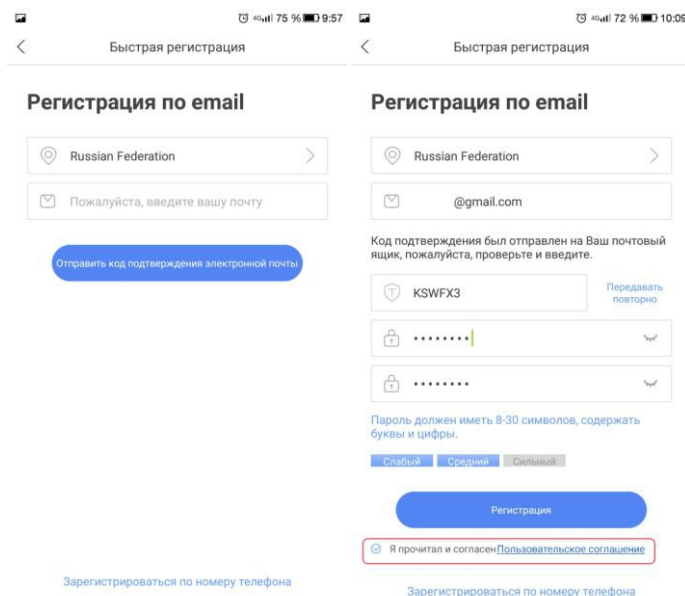 4G 75 % 9:57
Быстрая регистрация
Регистрация по email
Russian Federation
Пожалуйста, введите вашу почту
Отправить код подтверждения электронной почты
Зарегистрироваться по номеру телефона
4G 72 % 10:09
Быстрая регистрация
Регистрация по email
Russian Federation
@gmail.com
Код подтверждения был отправлен на Ваш почтовый
ящик, пожалуйста, проверьте и введите.
KSWFX3
Передавать
повторно
Пароль должен иметь 8-30 символов, содержать
буквы и цифры.
Слабый Средний Сильный
Регистрация
Я прочитал и согласен Пользовательское соглашение
Зарегистрироваться по номеру телефона